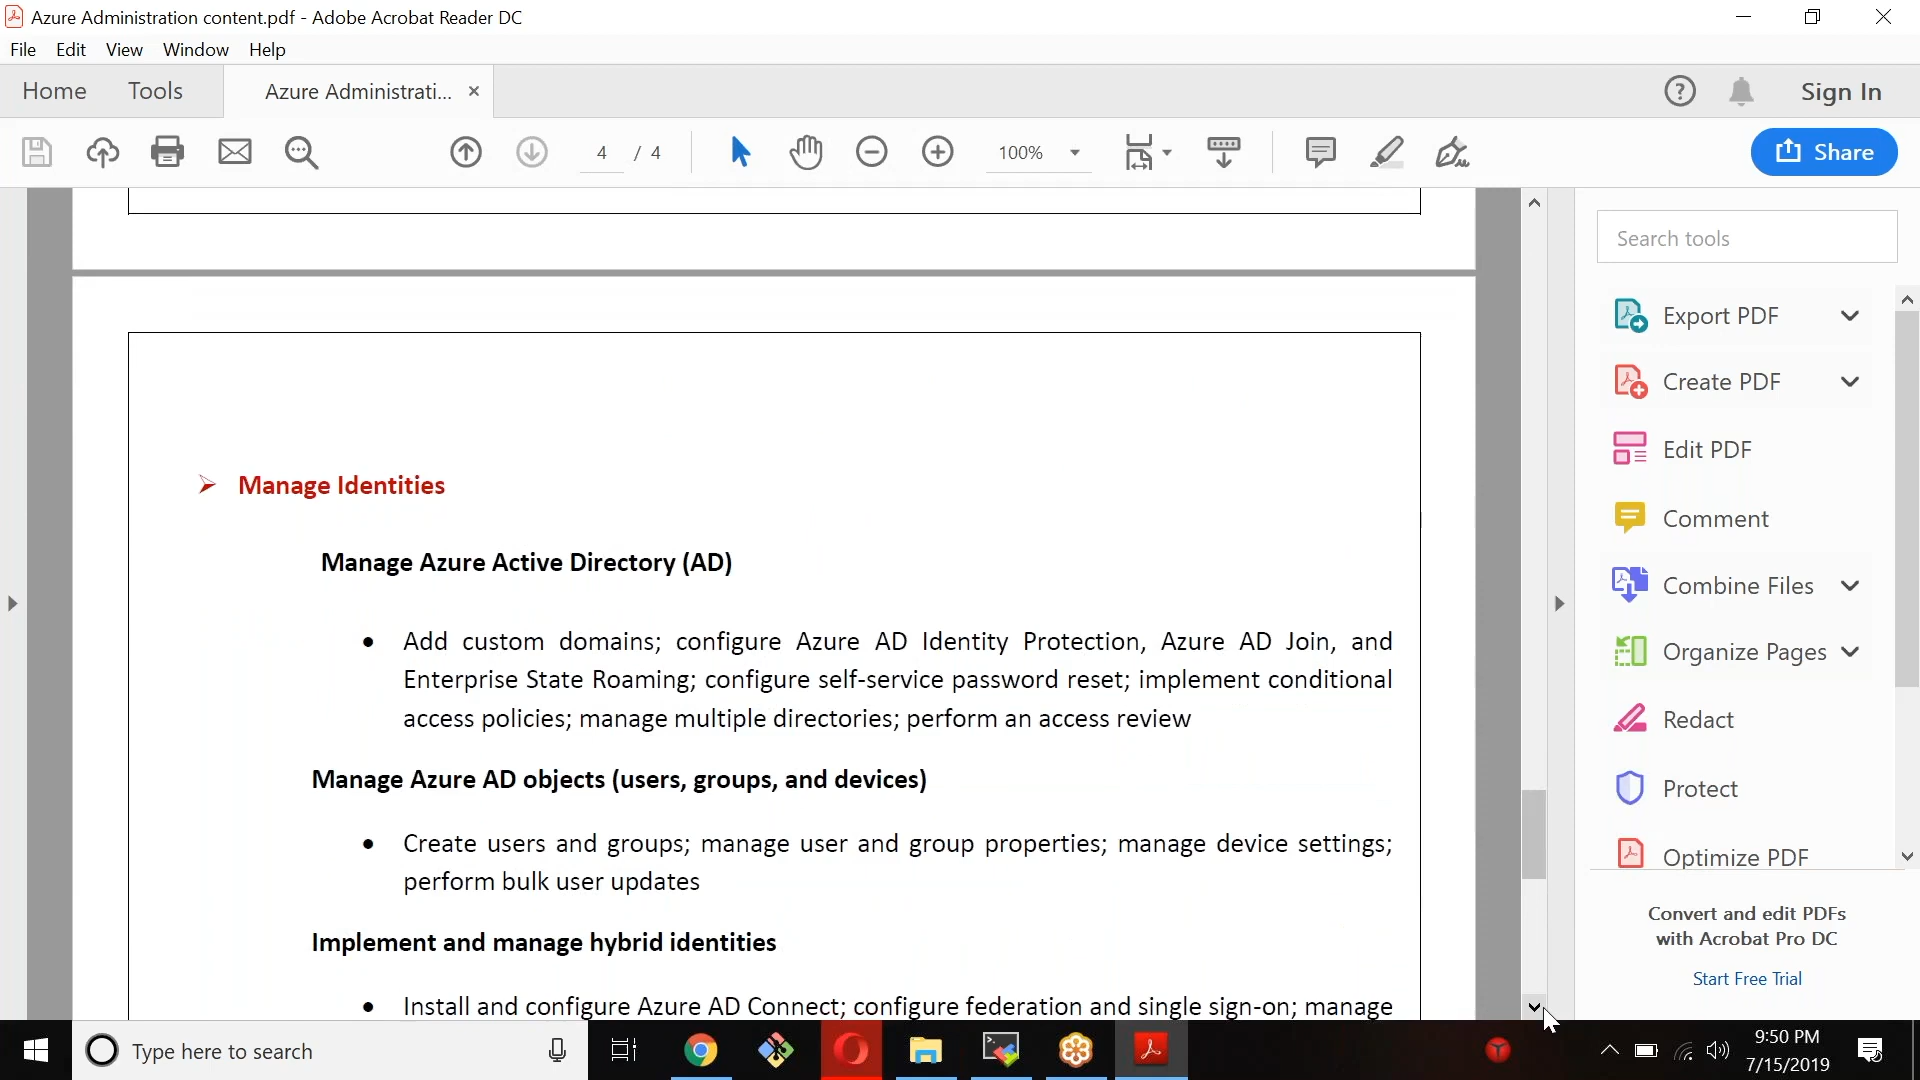 Azure Administration content.pdf - Adobe Acrobat Reader DC
File Edit View Window Help
Home Tools Azure Administrati... × Sign In
4 / 4 100% Share
Search tools
Export PDF
Create PDF
Edit PDF
Comment
Combine Files
Organize Pages
Redact
Protect
Optimize PDF
Convert and edit PDFs
with Acrobat Pro DC
Start Free Trial
➢ Manage Identities
Manage Azure Active Directory (AD)
• Add custom domains; configure Azure AD Identity Protection, Azure AD Join, and
Enterprise State Roaming; configure self-service password reset; implement conditional
access policies; manage multiple directories; perform an access review
Manage Azure AD objects (users, groups, and devices)
• Create users and groups; manage user and group properties; manage device settings;
perform bulk user updates
Implement and manage hybrid identities
• Install and configure Azure AD Connect; configure federation and single sign-on; manage
Type here to search
9:50 PM
7/15/2019